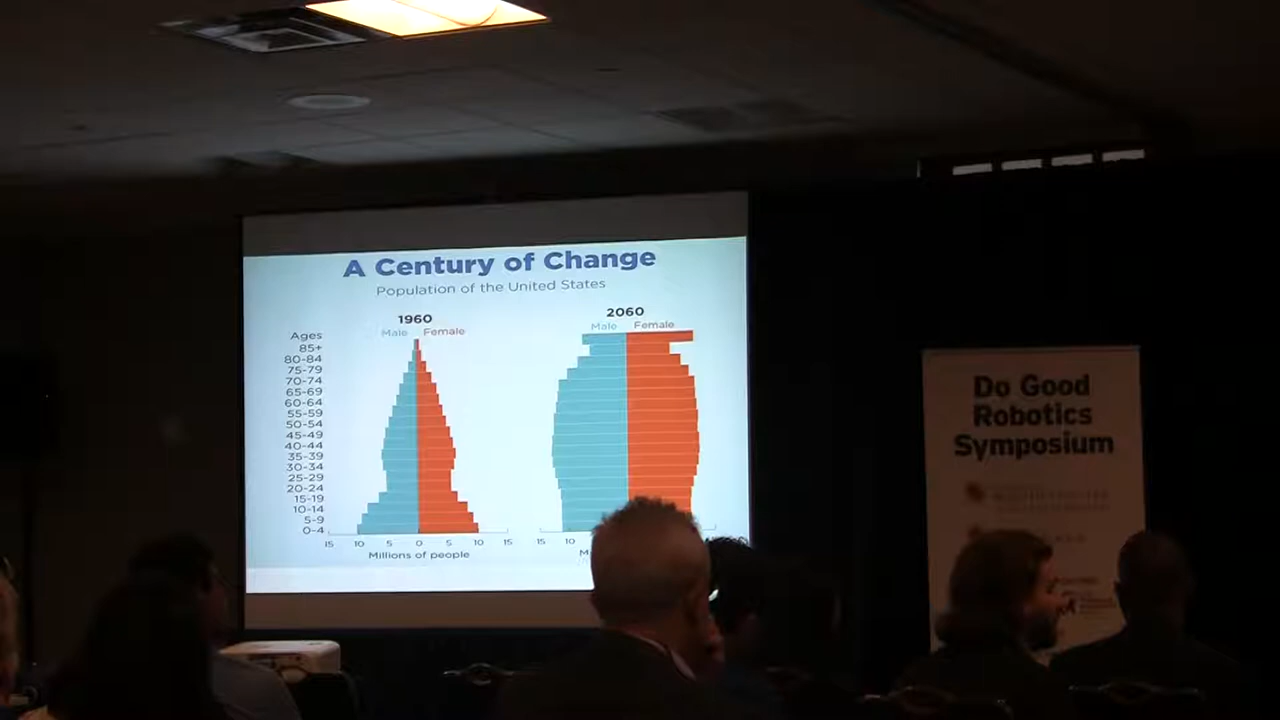 A Century of Change
Population of the United States
1960
2060
Male Female
Male Female
Ages
85+
80-84
75-79
70-74
65-69
60-64
55-59
50-54
45-49
40-44
35-39
30-34
25-29
20-24
15-19
10-14
5-9
0-4
15 10 5 0 5 10 15
15 10
Millions of people
Do Good
Robotics
Symposium